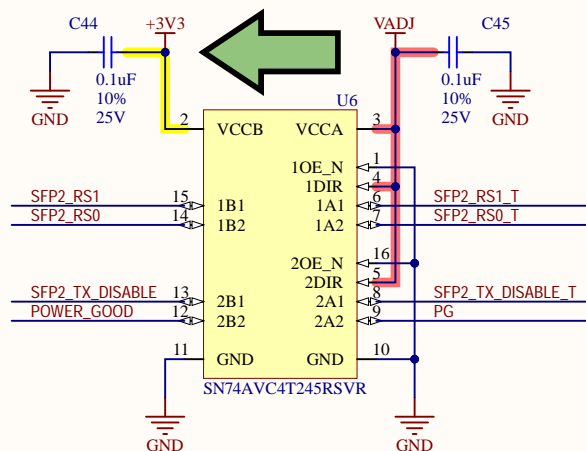 C44 +3V3 VADJ C45
0.1uF 0.1uF
10% 10%
25V 25V
GND GND
U6
2 VCCB VCCA 3
1OE_N 1
1DIR 4
SFP2_RS1 15 1B1 1A1 6 SFP2_RS1_T
SFP2_RS0 14 1B2 1A2 7 SFP2_RS0_T
2OE_N 16
2DIR 5
SFP2_TX_DISABLE 13 2B1 2A1 8 SFP2_TX_DISABLE_T
POWER_GOOD 12 2B2 2A2 9 PG
11 GND GND 10
SN74AVC4T245RSVR
GND GND